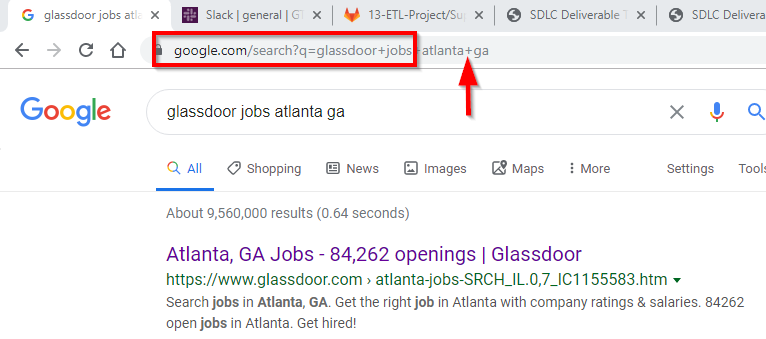 glassdoor jobs atla
Slack | general | GT
13-ETL-Project/Sup
SDLC Deliverable T
SDLC Delivera
google.com/search?q=glassdoor+jobs+atlanta+ga
Google
glassdoor jobs atlanta ga
All
Shopping
News
Images
Maps
More
Settings
Tools
About 9,560,000 results (0.64 seconds)
Atlanta, GA Jobs - 84,262 openings | Glassdoor
https://www.glassdoor.com › atlanta-jobs-SRCH_IL.0,7_IC1155583.htm
Search jobs in Atlanta, GA. Get the right job in Atlanta with company ratings & salaries. 84262
open jobs in Atlanta. Get hired!